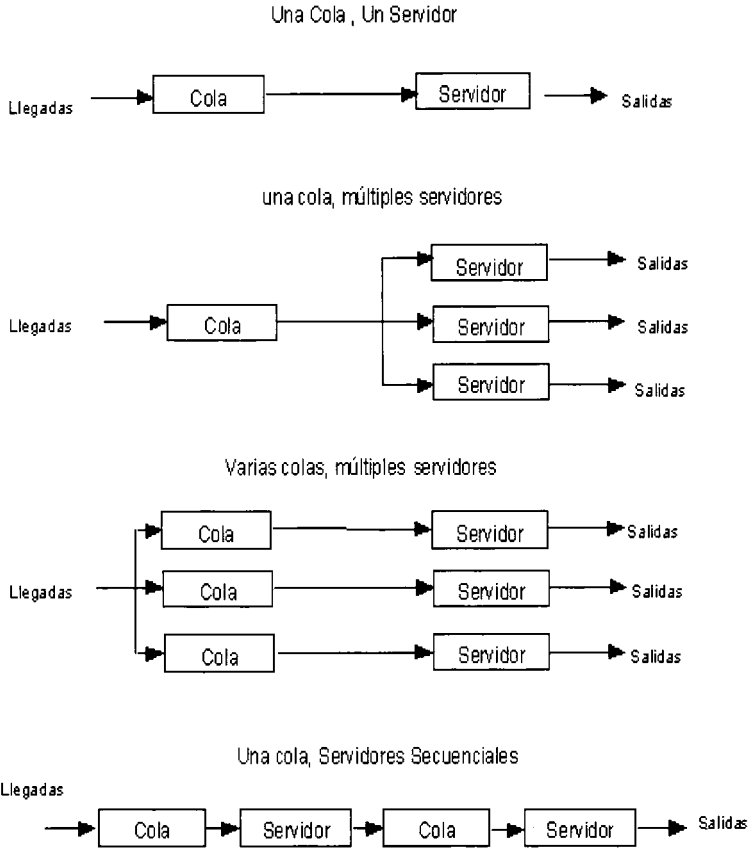 Una Cola , Un Servidor
Llegadas
Cola
Servidor
Salidas
una cola, múltiples servidores
Servidor
Salidas
Llegadas
Cola
Servidor
Salidas
Servidor
Salidas
Varias colas, múltiples servidores
Cola
Servidor
Salidas
Llegadas
Cola
Servidor
Salidas
Cola
Servidor
Salidas
Una cola, Servidores Secuenciales
Llegadas
Cola
Servidor
Cola
Servidor
Salidas